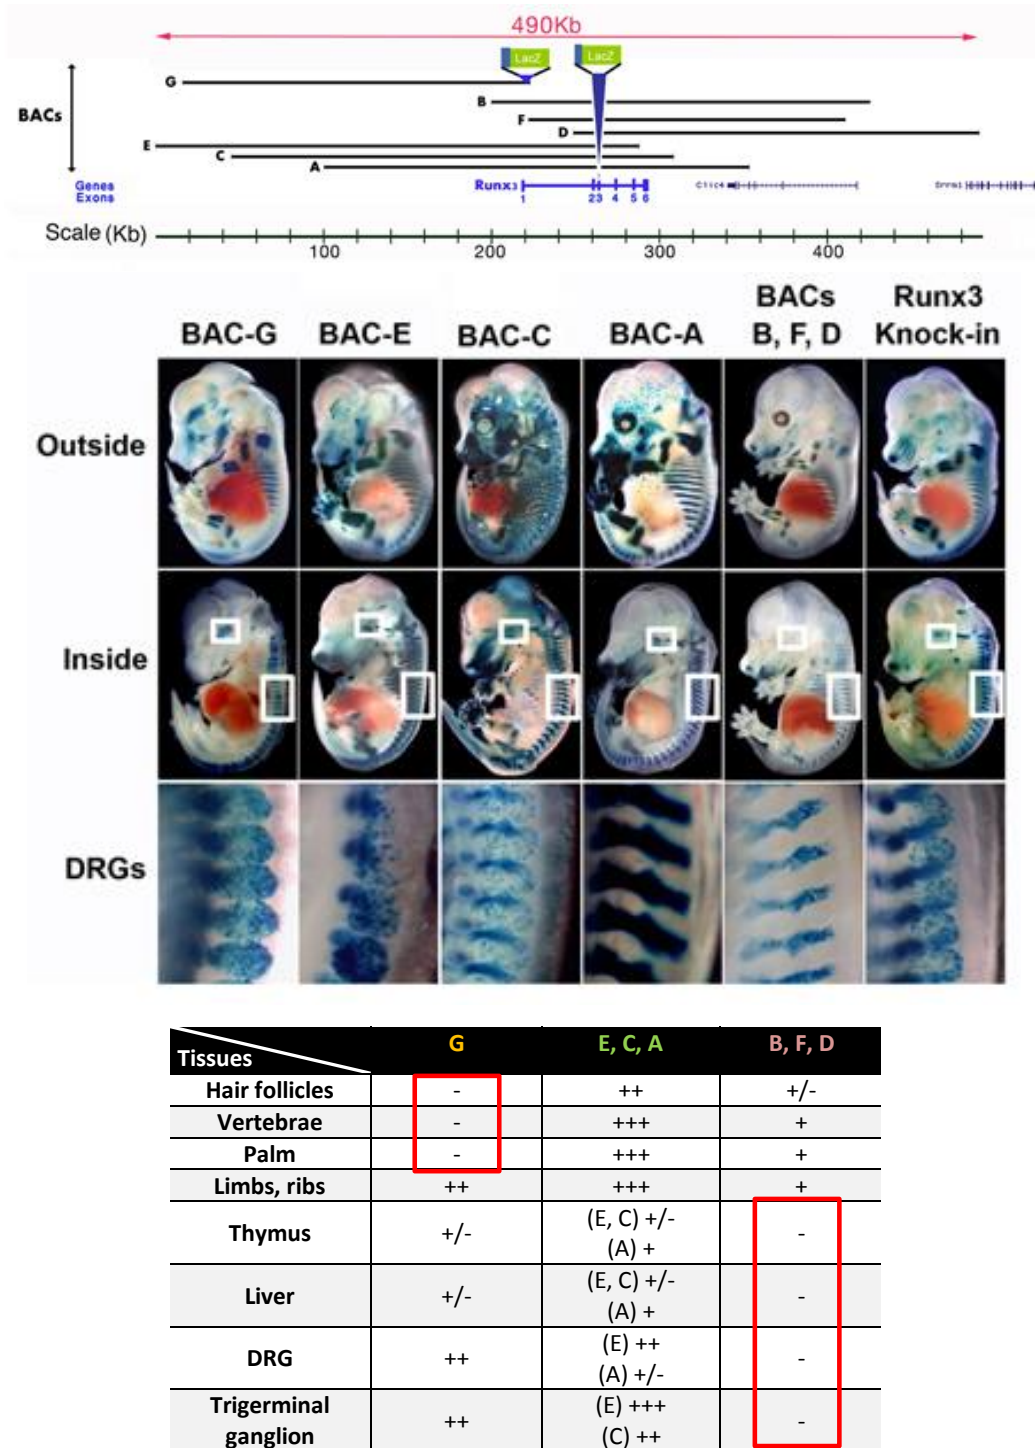 490Kb
LacZ LacZ
G
B
BACs
F
D
E
C
A
Genes Runx3 Clic4 Srrm1
Exons 1 23 4 5 6
Scale (Kb) 100 200 300 400
BACs Runx3
BAC-G BAC-E BAC-C BAC-A B, F, D Knock-in
Outside
Inside
DRGs
Tissues G E, C, A B, F, D
Hair follicles - ++ +/-
Vertebrae - +++ +
Palm - +++ +
Limbs, ribs ++ +++ +
Thymus +/- (E, C) +/- -
(A) +
Liver +/- (E, C) +/- -
(A) +
DRG ++ (E) ++ -
(A) +/-
Trigerminal ganglion ++ (E) +++ -
(C) ++